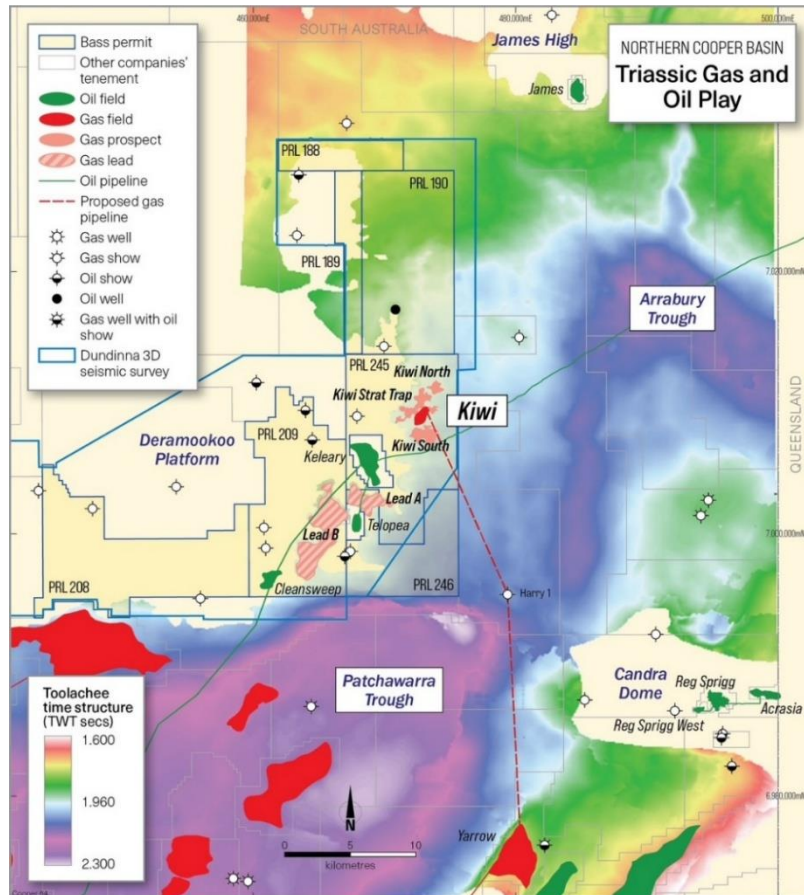 460,000mE
480,000mE
500,000mE
SOUTH AUSTRALIA
James High
NORTHERN COOPER BASIN
Triassic Gas and
Oil Play
Bass permit
Other companies'
tenement
Oil field
Gas field
Gas prospect
Gas lead
Oil pipeline
Proposed gas
pipeline
Gas well
Gas show
Oil show
Oil well
Gas well with oil
show
Dundinna 3D
seismic survey
James
PRL 188
PRL 190
PRL 189
7,020,000mN
Arrabury
Trough
QUEENSLAND
PRL 245
Kiwi North
Kiwi Strat Trap
Kiwi
Kiwi South
Deramookoo
Platform
PRL 209
Keleary
Lead A
Telopea
Lead B
7,000,000mN
Cleansweep
PRL 208
PRL 246
Harry 1
Toolachee
time structure
(TWT secs)
1.600
1.960
2.300
Patchawarra
Trough
Candra
Dome
Reg Sprigg
Acrasia
Reg Sprigg West
6,980,000mN
N
0 5 10
kilometres
Yarrow